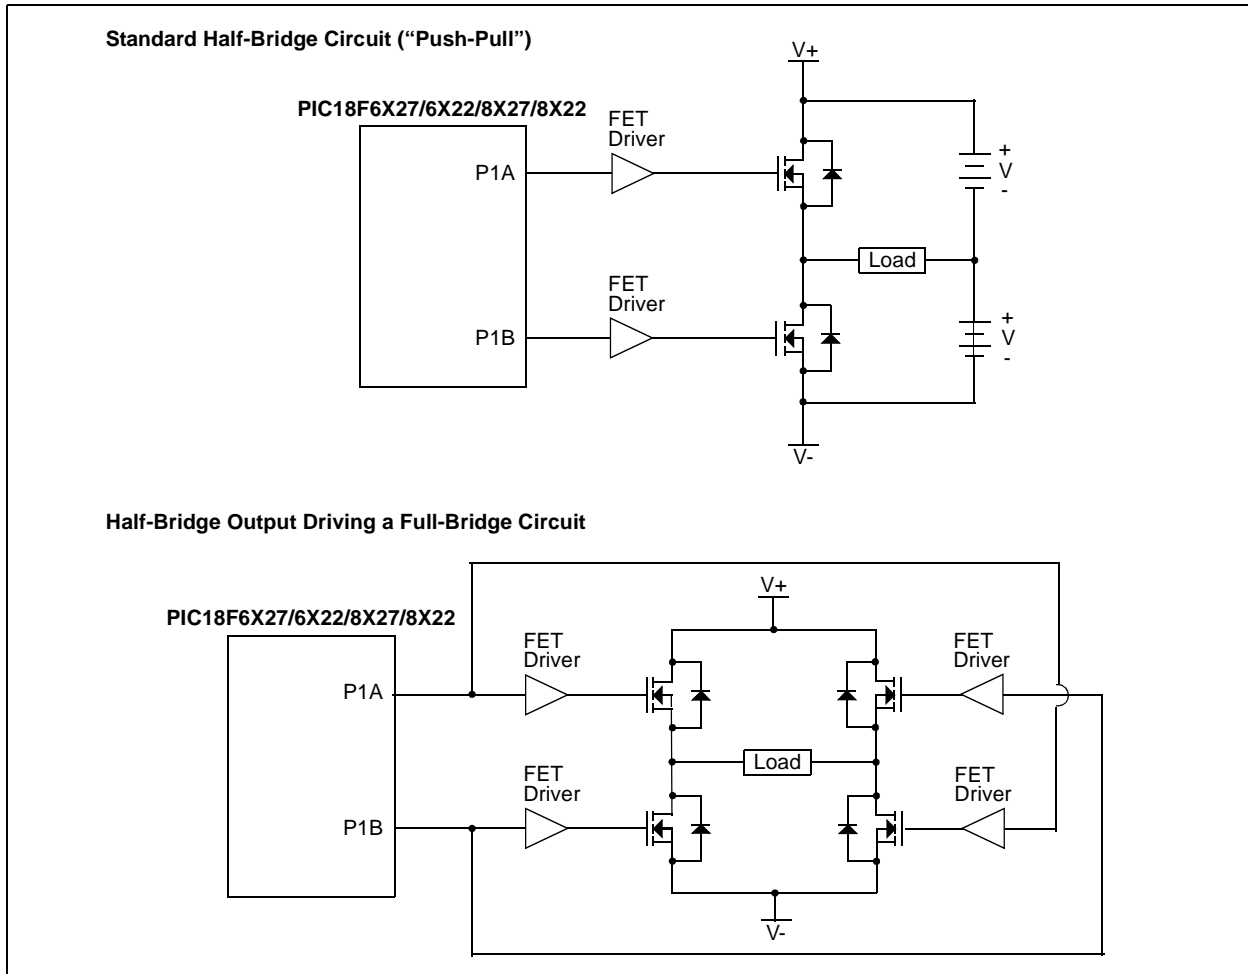 Standard Half-Bridge Circuit (“Push-Pull”)
V+
PIC18F6X27/6X22/8X27/8X22
FET
Driver
P1A
+
V
-
Load
FET
Driver
P1B
+
V
-
V-
Half-Bridge Output Driving a Full-Bridge Circuit
V+
PIC18F6X27/6X22/8X27/8X22
FET
Driver
FET
Driver
P1A
Load
FET
Driver
FET
Driver
P1B
V-